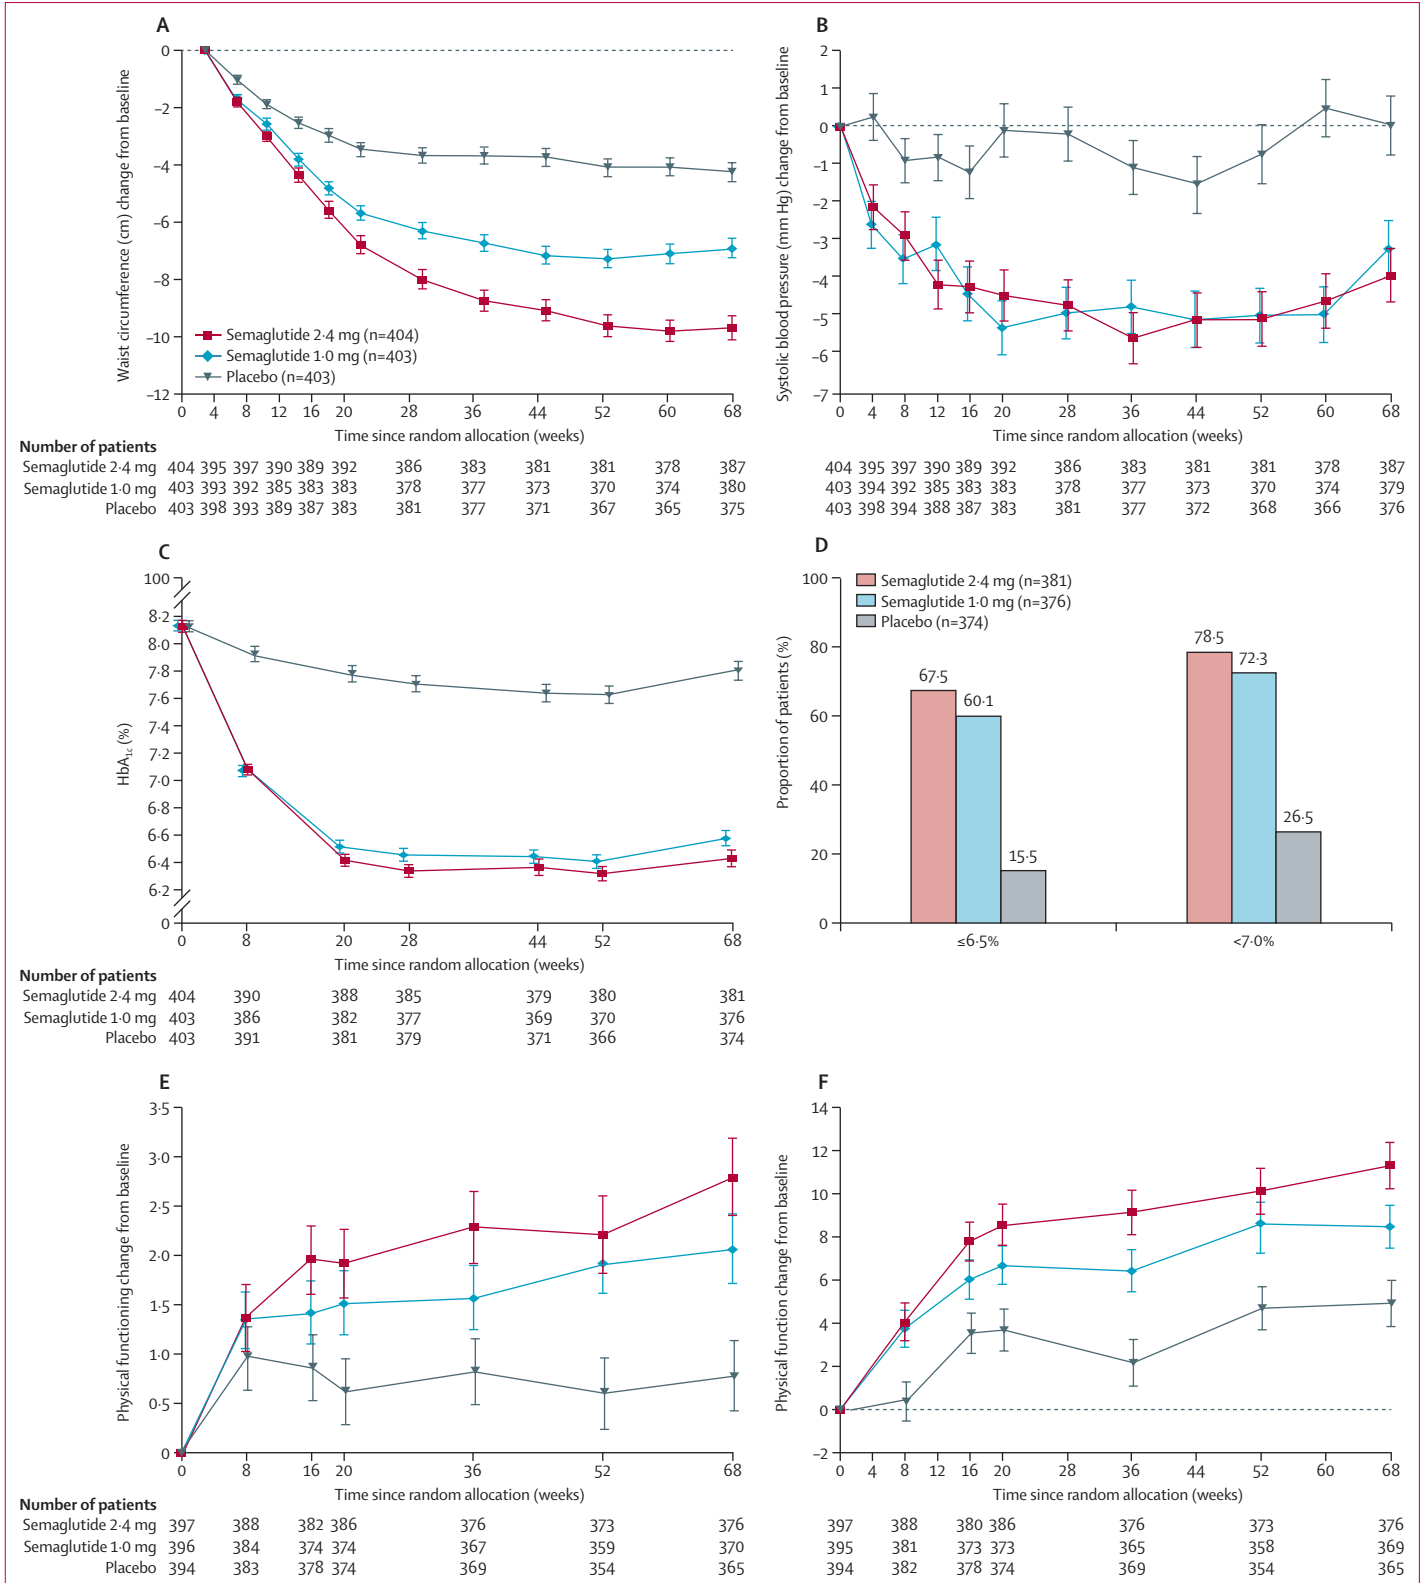 A
Waist circumference (cm) change from baseline
0
–2
–4
–6
–8
–10
–12
Semaglutide 2·4 mg (n=404)
Semaglutide 1·0 mg (n=403)
Placebo (n=403)
0 4 8 12 16 20 28 36 44 52 60 68
Time since random allocation (weeks)
Number of patients
Semaglutide 2·4 mg 404 395 397 390 389 392 386 383 381 381 378 387
Semaglutide 1·0 mg 403 393 392 385 383 383 378 377 373 370 374 380
Placebo 403 398 393 389 387 383 381 377 371 367 365 375
B
Systolic blood pressure (mm Hg) change from baseline
2
1
0
–1
–2
–3
–4
–5
–6
–7
0 4 8 12 16 20 28 36 44 52 60 68
Time since random allocation (weeks)
404 395 397 390 389 392 386 383 381 381 378 387
403 394 392 385 383 383 378 377 373 370 374 379
403 398 394 388 387 383 381 377 372 368 366 376
C
HbA1c (%)
100
8·2
8·0
7·8
7·6
7·4
7·2
7·0
6·8
6·6
6·4
6·2
0
0 8 20 28 44 52 68
Time since random allocation (weeks)
Number of patients
Semaglutide 2·4 mg 404 390 388 385 379 380 381
Semaglutide 1·0 mg 403 386 382 377 369 370 376
Placebo 403 391 381 379 371 366 374
D
Proportion of patients (%)
100
80
60
40
20
0
Semaglutide 2·4 mg (n=381)
Semaglutide 1·0 mg (n=376)
Placebo (n=374)
67·5
60·1
15·5
78·5
72·3
26·5
≤6·5% <7·0%
E
Physical functioning change from baseline
3·5
3·0
2·5
2·0
1·5
1·0
0·5
0
0 8 16 20 36 52 68
Time since random allocation (weeks)
Number of patients
Semaglutide 2·4 mg 397 388 382 386 376 373 376
Semaglutide 1·0 mg 396 384 374 374 367 359 370
Placebo 394 383 378 374 369 354 365
F
Physical function change from baseline
14
12
10
8
6
4
2
0
–2
0 4 8 12 16 20 28 36 44 52 60 68
Time since random allocation (weeks)
397 388 380 386 376 373 376
395 381 373 373 365 358 369
394 382 378 374 369 354 365